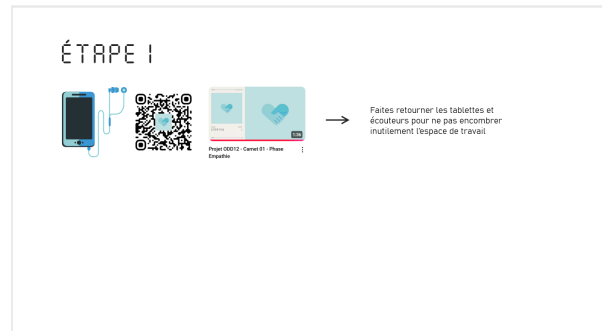 ÉTAPE 1
1:36
Projet ODD12 - Carnet 01 - Phase
Empathie
Faites retourner les tablettes et
écouteurs pour ne pas encombrer
inutilement l'espace de travail